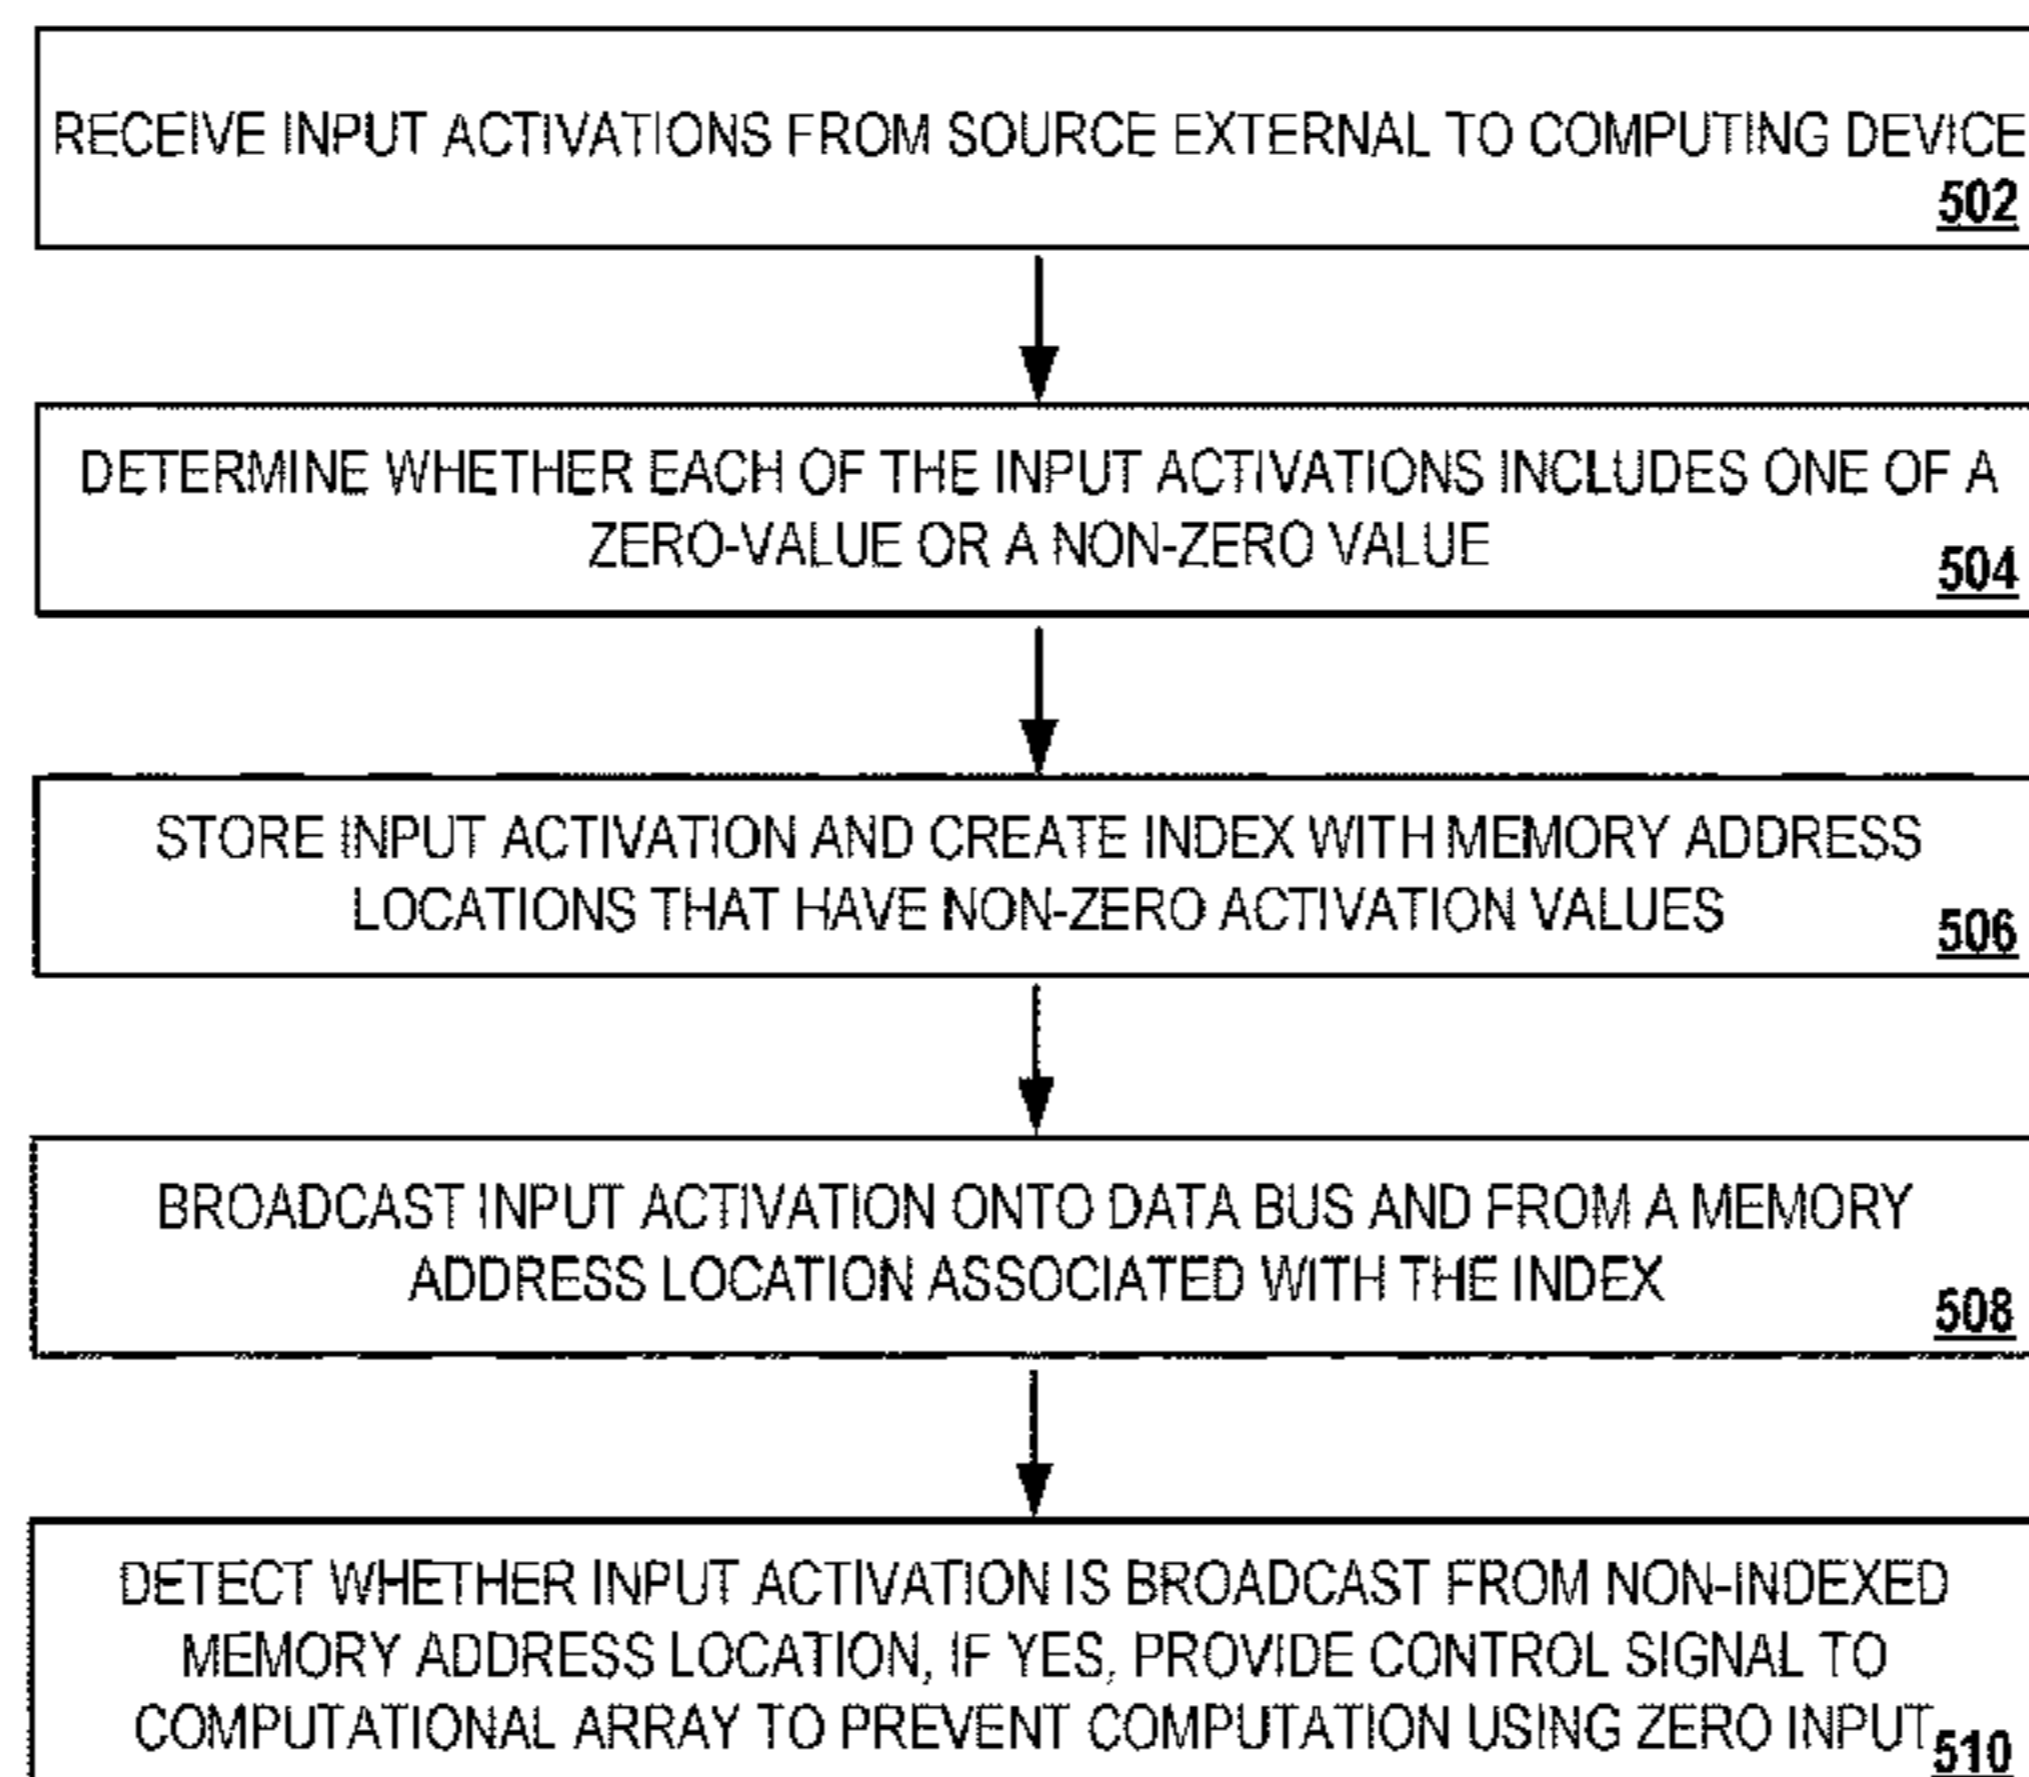 RECEIVE INPUT ACTIVATIONS FROM SOURCE EXTERNAL TO COMPUTING DEVICE
502
DETERMINE WHETHER EACH OF THE INPUT ACTIVATIONS INCLUDES ONE OF A
ZERO-VALUE OR A NON-ZERO VALUE
504
STORE INPUT ACTIVATION AND CREATE INDEX WITH MEMORY ADDRESS
LOCATIONS THAT HAVE NON-ZERO ACTIVATION VALUES
506
BROADCAST INPUT ACTIVATION ONTO DATA BUS AND FROM A MEMORY
ADDRESS LOCATION ASSOCIATED WITH THE INDEX
508
DETECT WHETHER INPUT ACTIVATION IS BROADCAST FROM NON-INDEXED
MEMORY ADDRESS LOCATION, IF YES, PROVIDE CONTROL SIGNAL TO
COMPUTATIONAL ARRAY TO PREVENT COMPUTATION USING ZERO INPUT
510